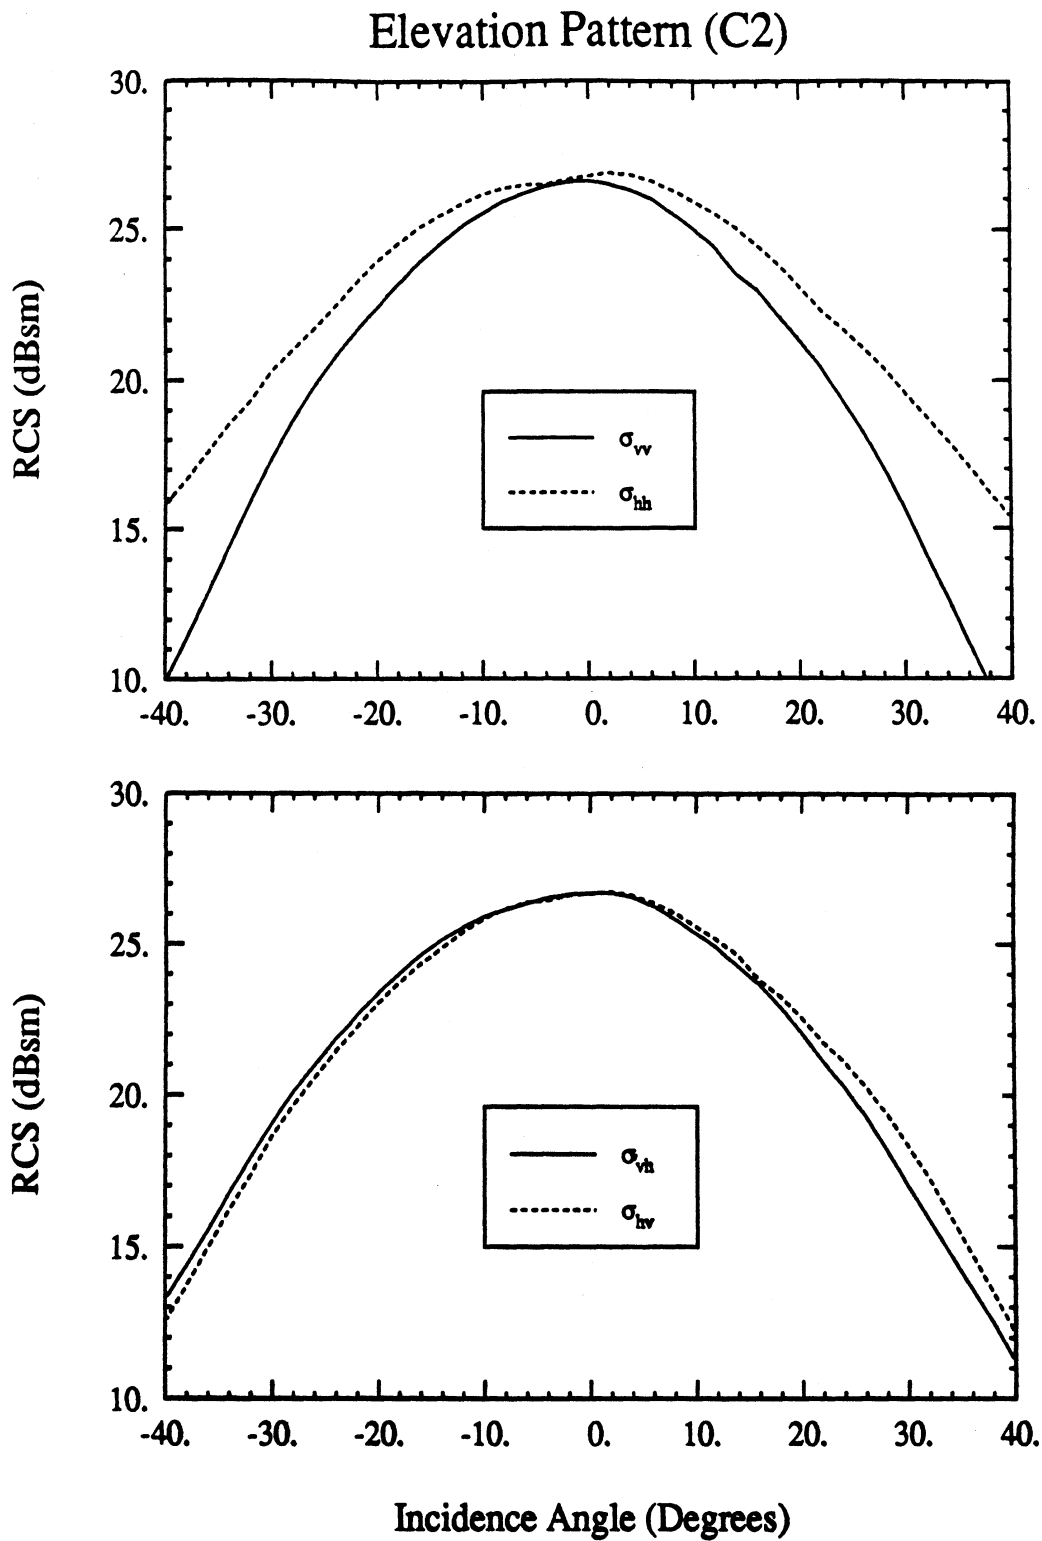 Elevation Pattern (C2)
30.
25.
20.
15.
10.
RCS (dBsm)
σvv
σhh
-40. -30. -20. -10. 0. 10. 20. 30. 40.
30.
25.
20.
15.
10.
RCS (dBsm)
σvh
σhv
-40. -30. -20. -10. 0. 10. 20. 30. 40.
Incidence Angle (Degrees)